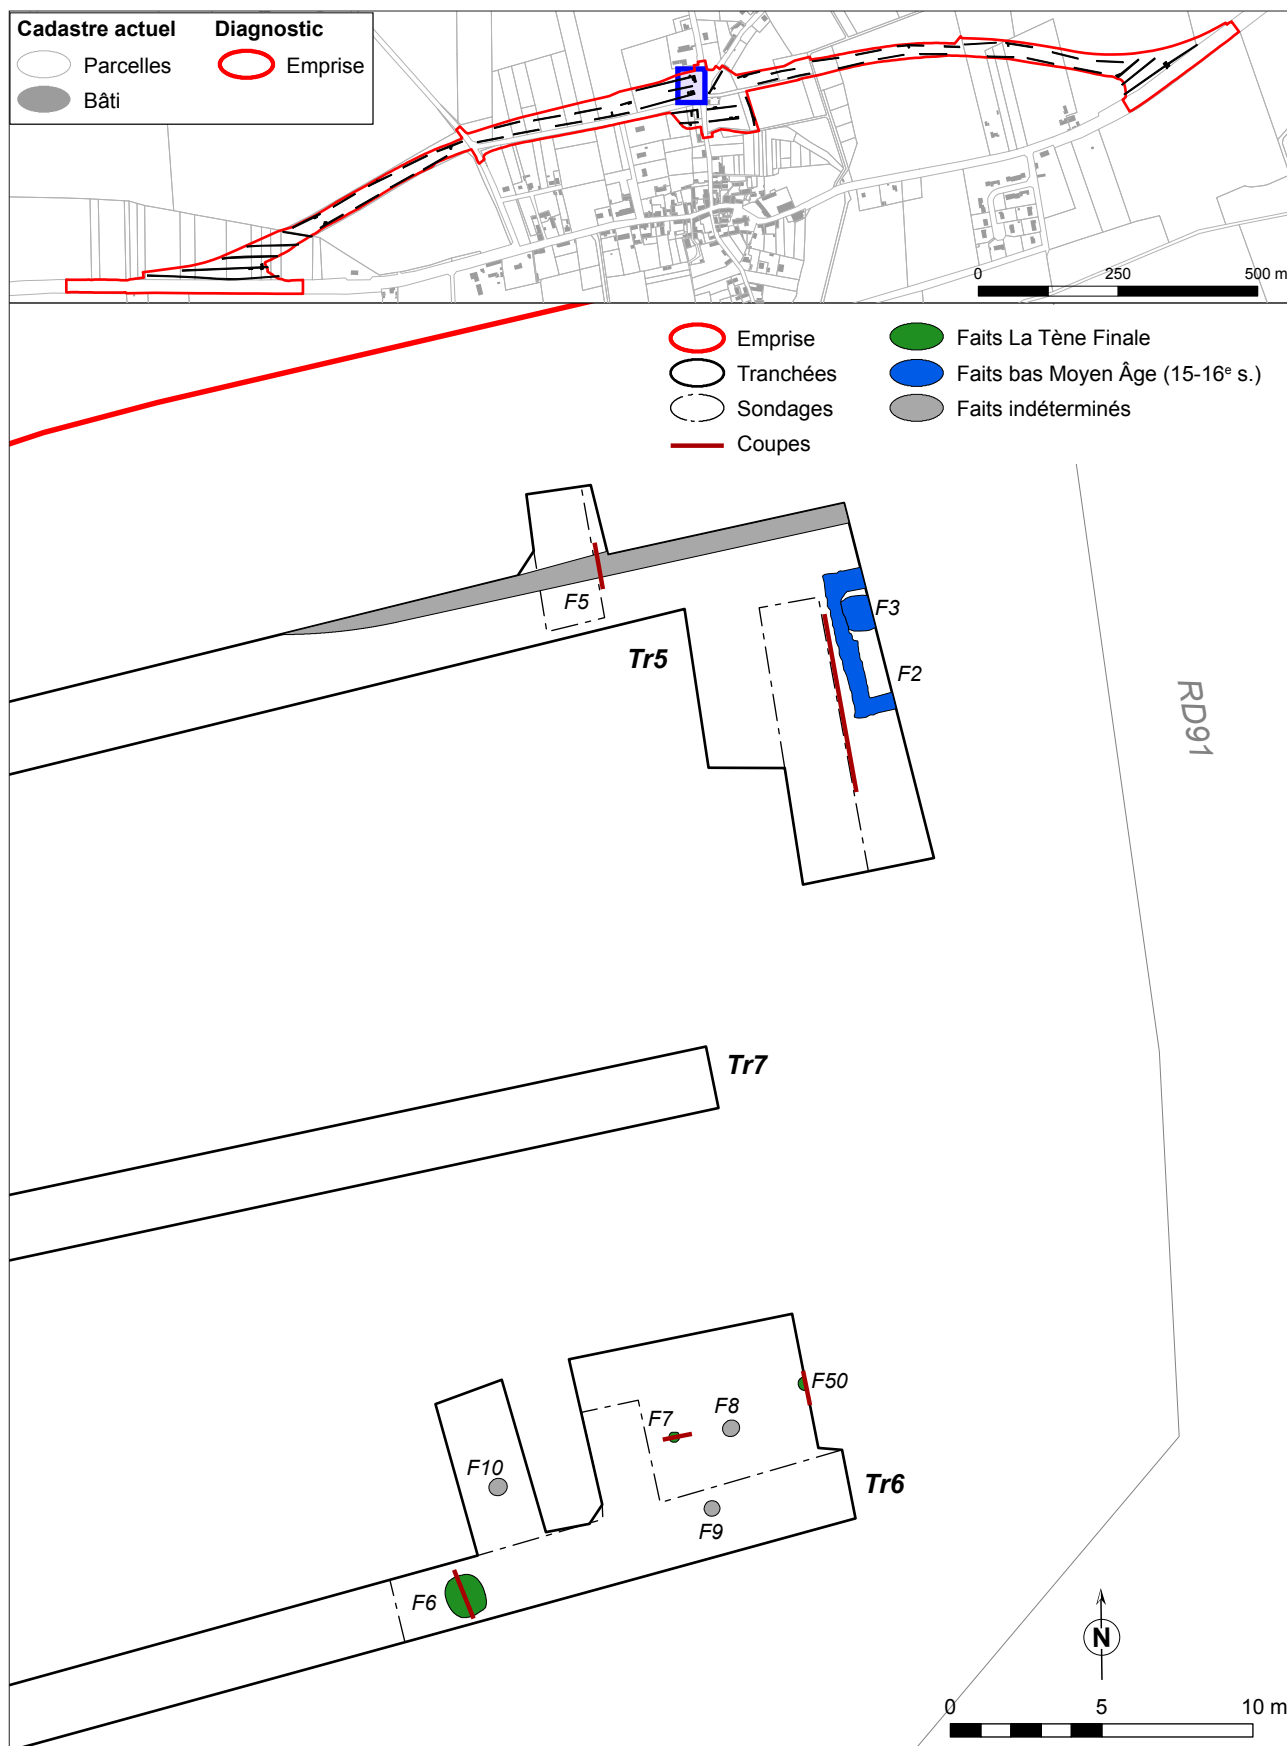 Cadastre actuel Diagnostic
Parcelles Emprise
Bâti
0 250 500 m
Emprise Faits La Tène Finale
Tranchées Faits bas Moyen Âge (15-16e s.)
Sondages Faits indéterminés
Coupes
F5
F3
Tr5
F2
RD91
Tr7
F50
F7 F8
F10
Tr6
F9
F6
N
0 5 10 m